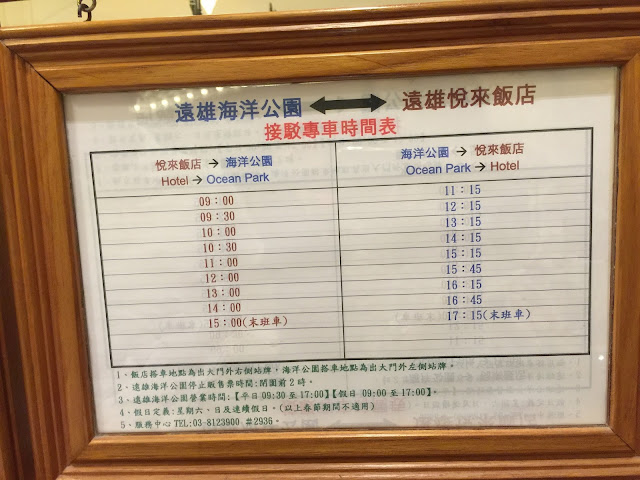 遠雄海洋公園 ⟷ 遠雄悅來飯店
接駁專車時間表
悅來飯店 → 海洋公園
Hotel → Ocean Park
09：00
09：30
10：00
10：30
11：00
12：00
13：00
14：00
15：00(末班車)
海洋公園 → 悅來飯店
Ocean Park → Hotel
11：15
12：15
13：15
14：15
15：15
15：45
16：15
16：45
17：15(末班車)
1、飯店搭車地點為出大門外右側站牌，海洋公園搭車地點為出大門外左側站牌。
2、遠雄海洋公園停止販售票時間:閉園前2時。
3、遠雄海洋公園營業時間:【平日 09:30 至 17:00】【假日 09:00 至 17:00】。
4、假日定義:星期六、日及連續假日。(以上春節期間不適用)
5、服務中心 TEL:03-8123900 #2936。